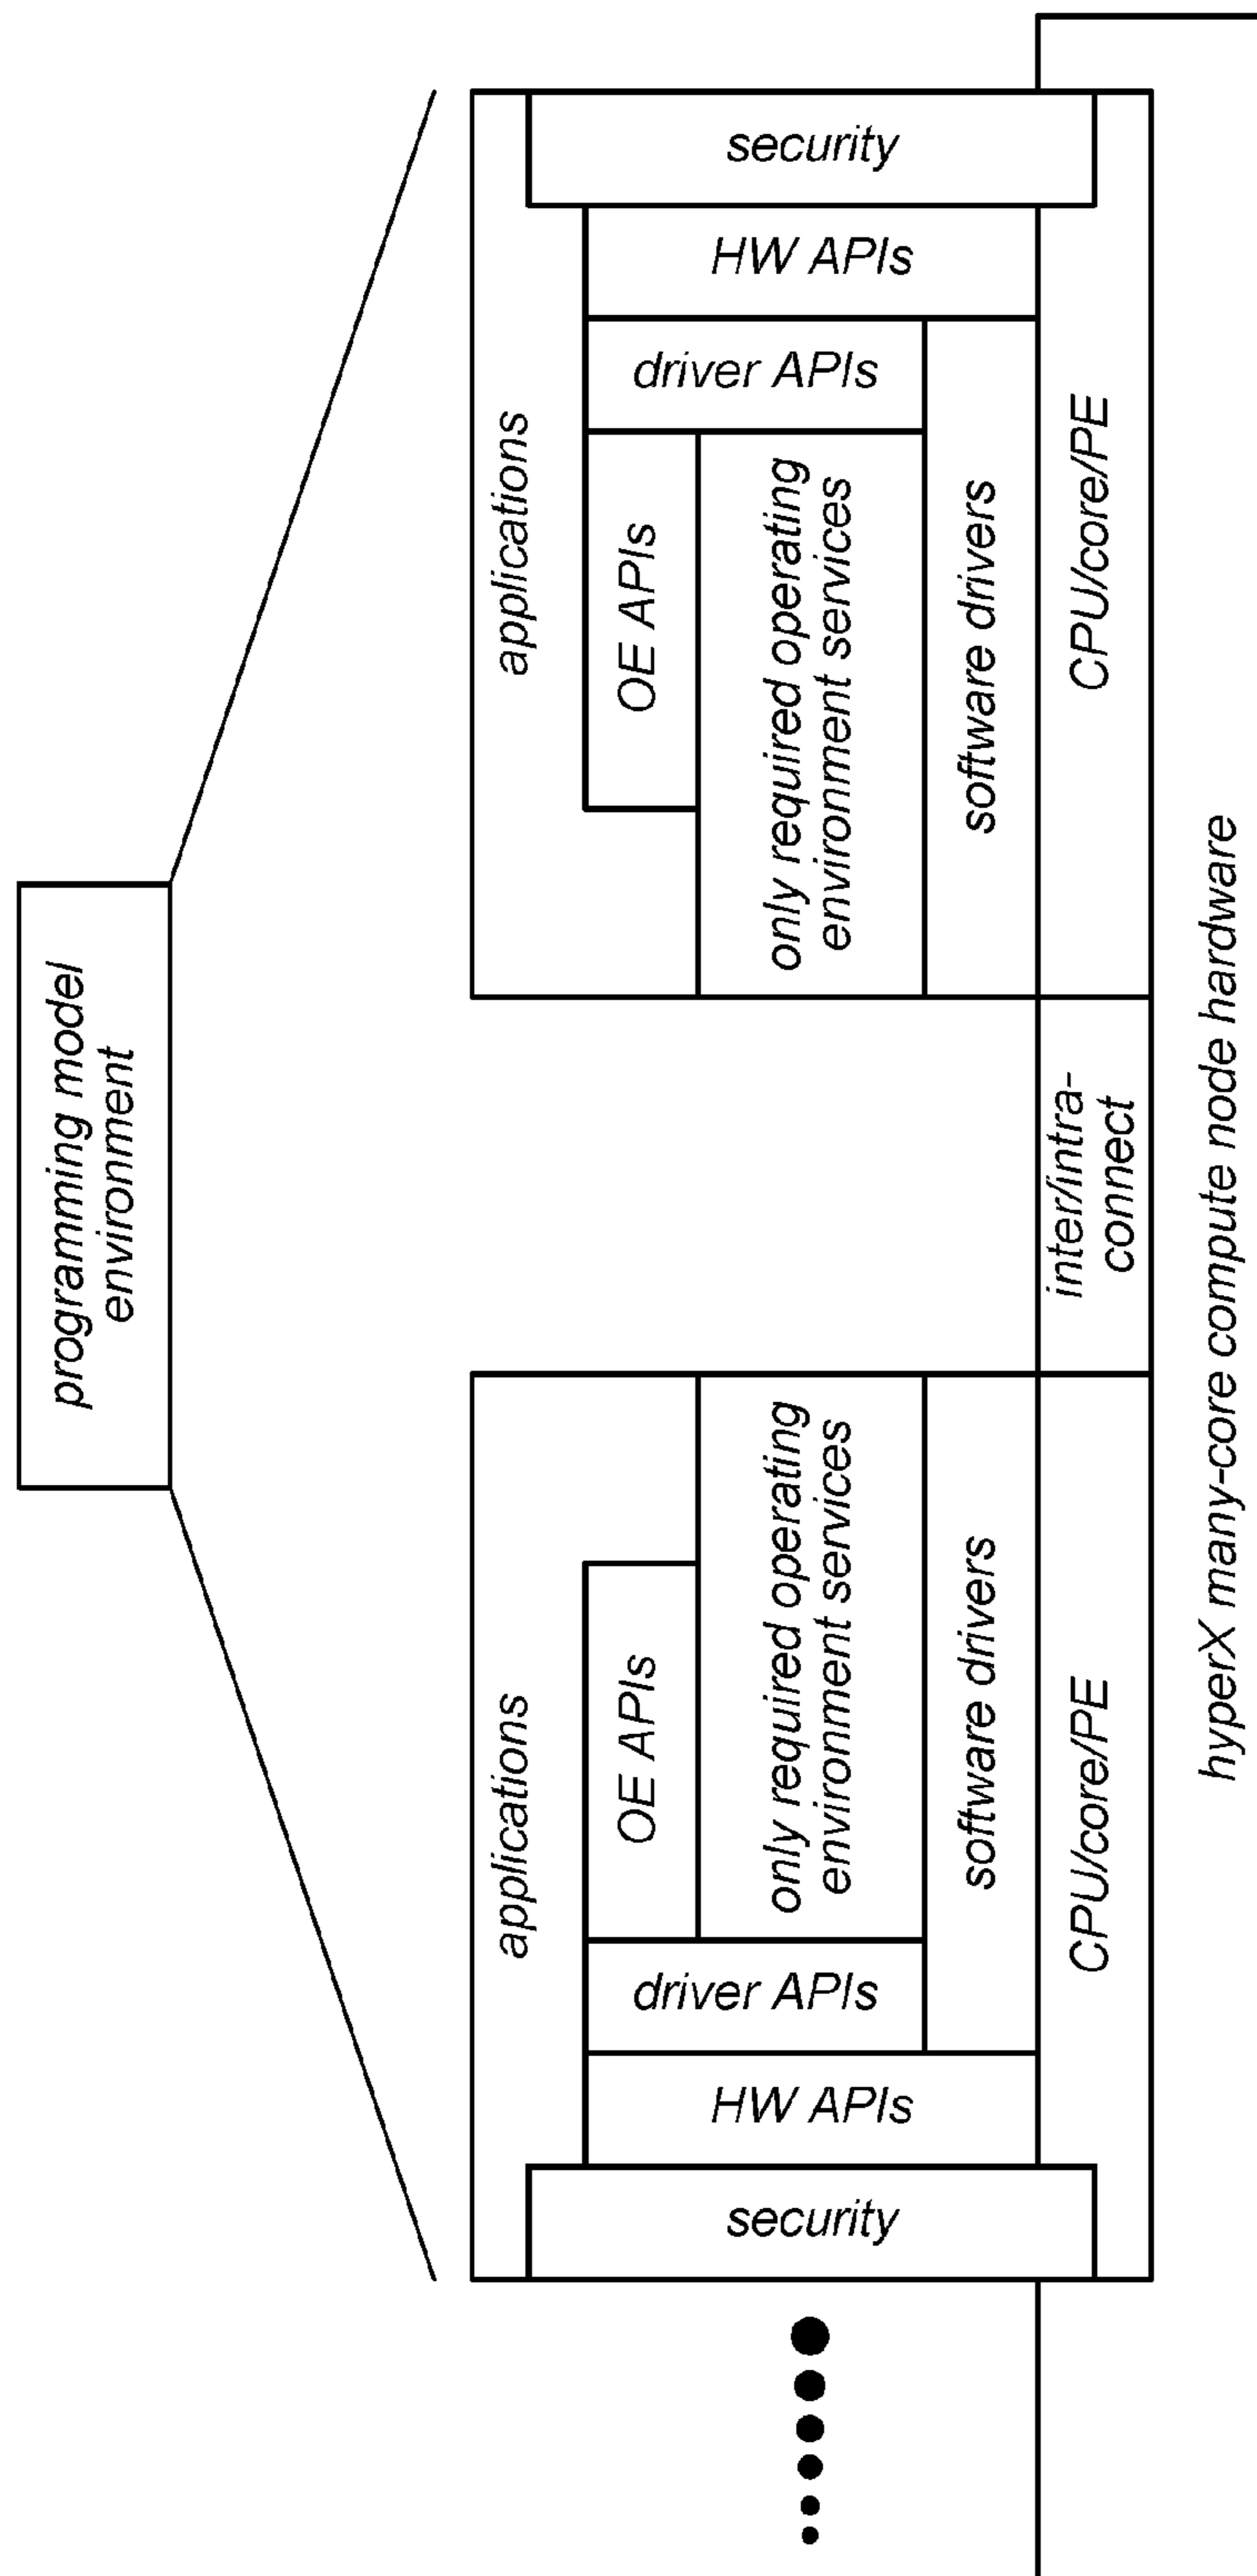 programming model
environment
applications
security
HW APIs
driver APIs
OE APIs
only required operating
environment services
software drivers
CPU/core/PE
inter/intra-
connect
applications
OE APIs
only required operating
environment services
driver APIs
HW APIs
security
software drivers
CPU/core/PE
hyperX many-core compute node hardware